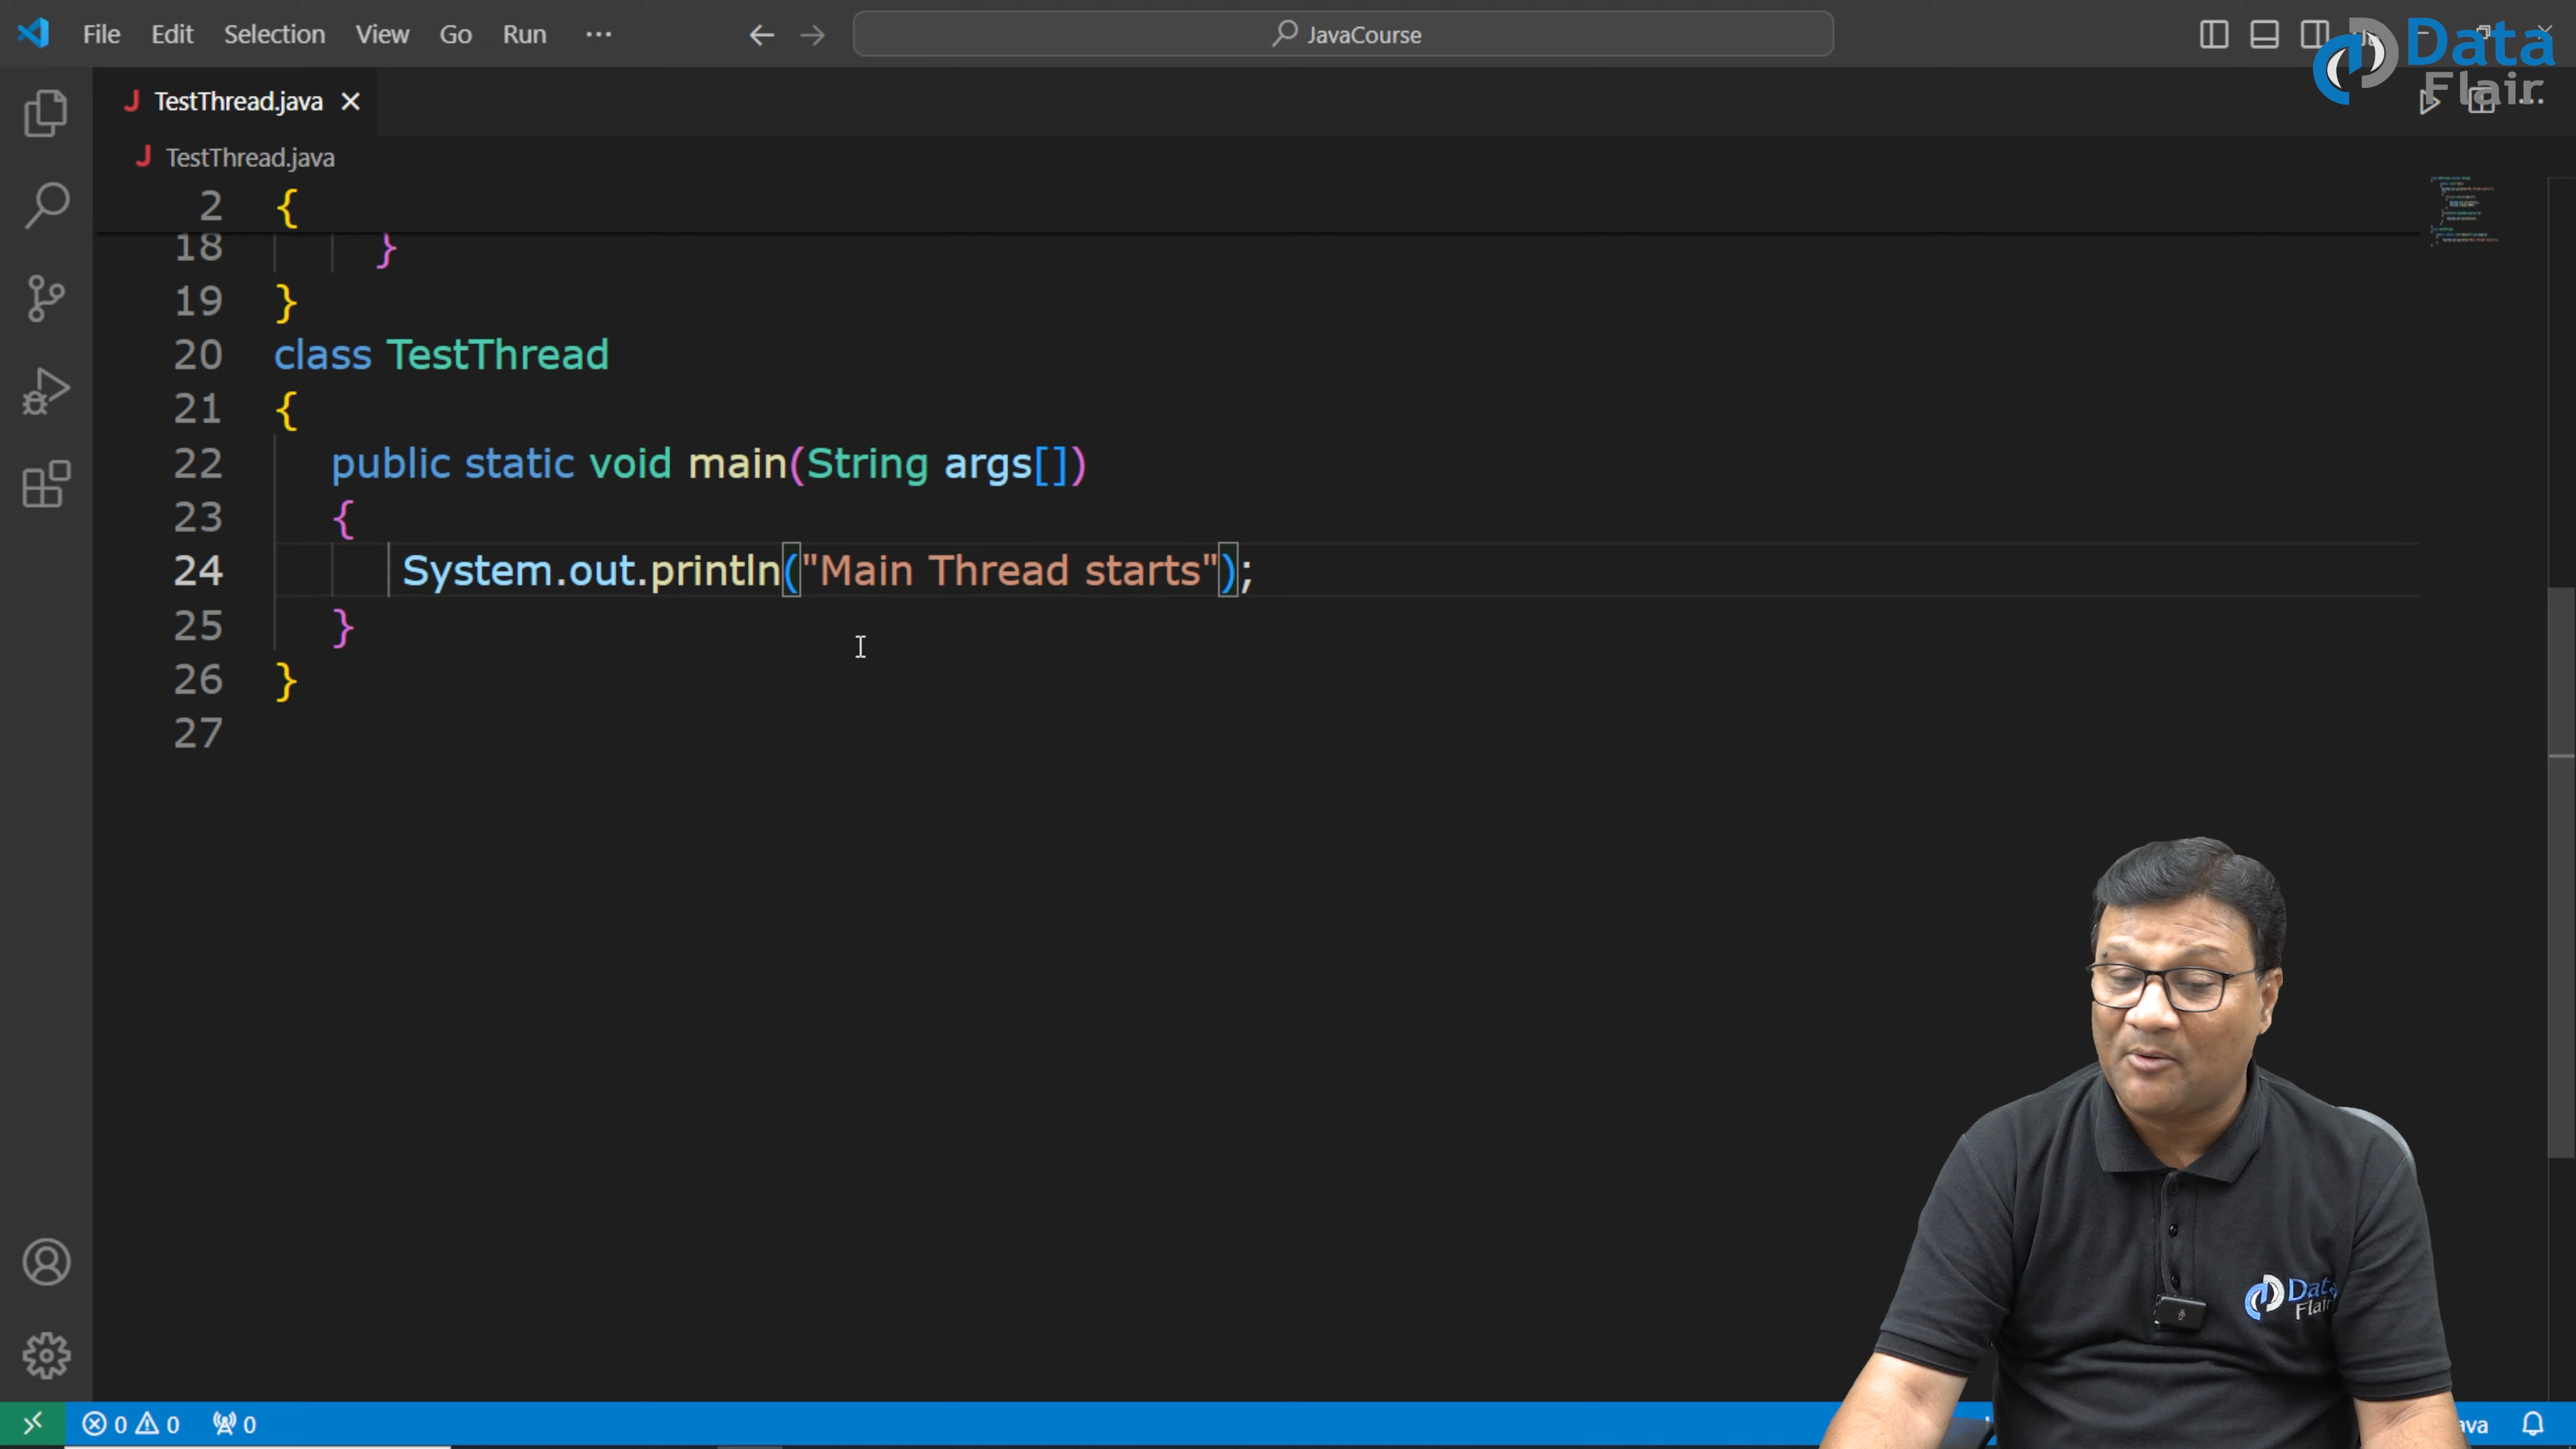 File Edit Selection View Go Run ··· JavaCourse
Data
Flair
TestThread.java
TestThread.java
2 {
18 }
19 }
20 class TestThread
21 {
22 public static void main(String args[])
23 {
24 System.out.println("Main Thread starts");
25 }
26 }
27
Data
Flair
0 0 0